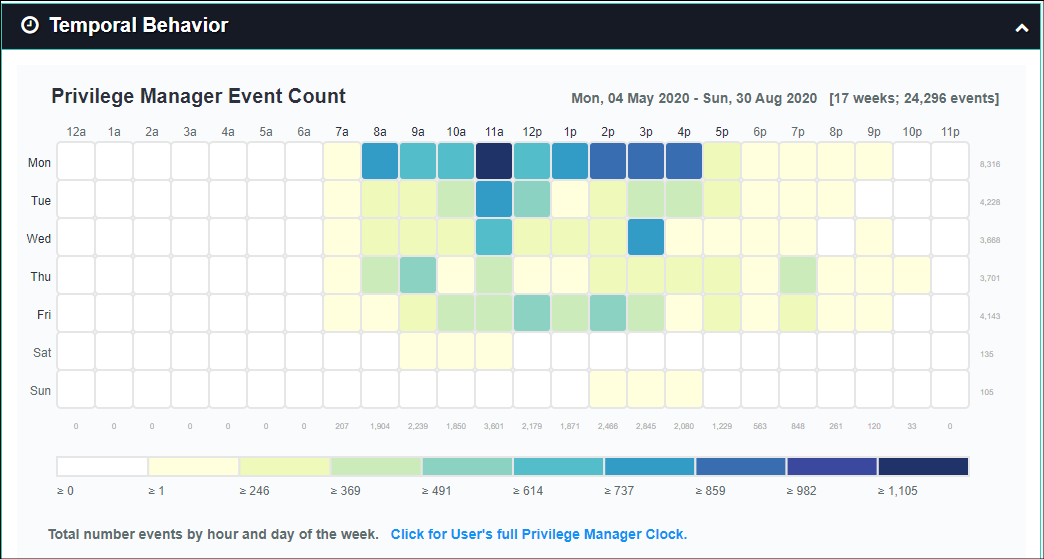 Temporal Behavior
Privilege Manager Event Count
Mon, 04 May 2020 - Sun, 30 Aug 2020 [17 weeks; 24,296 events]
12a 1a 2a 3a 4a 5a 6a 7a 8a 9a 10a 11a 12p 1p 2p 3p 4p 5p 6p 7p 8p 9p 10p 11p
Mon 8,316
Tue 4,228
Wed 3,668
Thu 3,701
Fri 4,143
Sat 135
Sun 105
0 0 0 0 0 0 0 207 1,904 2,239 1,850 3,601 2,179 1,871 2,466 2,845 2,080 1,229 563 848 261 120 33 0
≥ 0 ≥ 1 ≥ 246 ≥ 369 ≥ 491 ≥ 614 ≥ 737 ≥ 859 ≥ 982 ≥ 1,105
Total number events by hour and day of the week. Click for User's full Privilege Manager Clock.